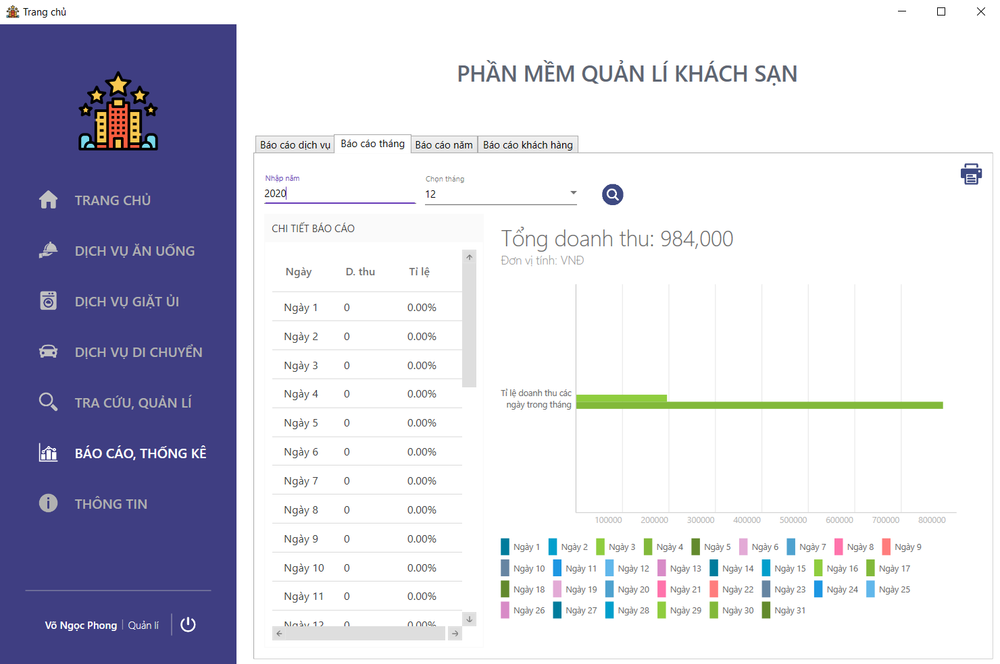 Trang chủ
PHẦN MỀM QUẢN LÍ KHÁCH SẠN
TRANG CHỦ
DỊCH VỤ ĂN UỐNG
DỊCH VỤ GIẶT ỦI
DỊCH VỤ DI CHUYỂN
TRA CỨU, QUẢN LÍ
BÁO CÁO, THỐNG KÊ
THÔNG TIN
Võ Ngọc Phong | Quản lí
Báo cáo dịch vụ Báo cáo tháng Báo cáo năm Báo cáo khách hàng
Nhập năm Chọn tháng
2020 12
CHI TIẾT BÁO CÁO
Ngày D. thu Tỉ lệ
Ngày 1 0 0.00%
Ngày 2 0 0.00%
Ngày 3 0 0.00%
Ngày 4 0 0.00%
Ngày 5 0 0.00%
Ngày 6 0 0.00%
Ngày 7 0 0.00%
Ngày 8 0 0.00%
Ngày 9 0 0.00%
Ngày 10 0 0.00%
Ngày 11 0 0.00%
Ngày 12 0 0.00%
Tổng doanh thu: 984,000
Đơn vị tính: VNĐ
Tỉ lệ doanh thu các
ngày trong tháng
100000 200000 300000 400000 500000 600000 700000 800000
Ngày 1 Ngày 2 Ngày 3 Ngày 4 Ngày 5 Ngày 6 Ngày 7 Ngày 8 Ngày 9
Ngày 10 Ngày 11 Ngày 12 Ngày 13 Ngày 14 Ngày 15 Ngày 16 Ngày 17
Ngày 18 Ngày 19 Ngày 20 Ngày 21 Ngày 22 Ngày 23 Ngày 24 Ngày 25
Ngày 26 Ngày 27 Ngày 28 Ngày 29 Ngày 30 Ngày 31